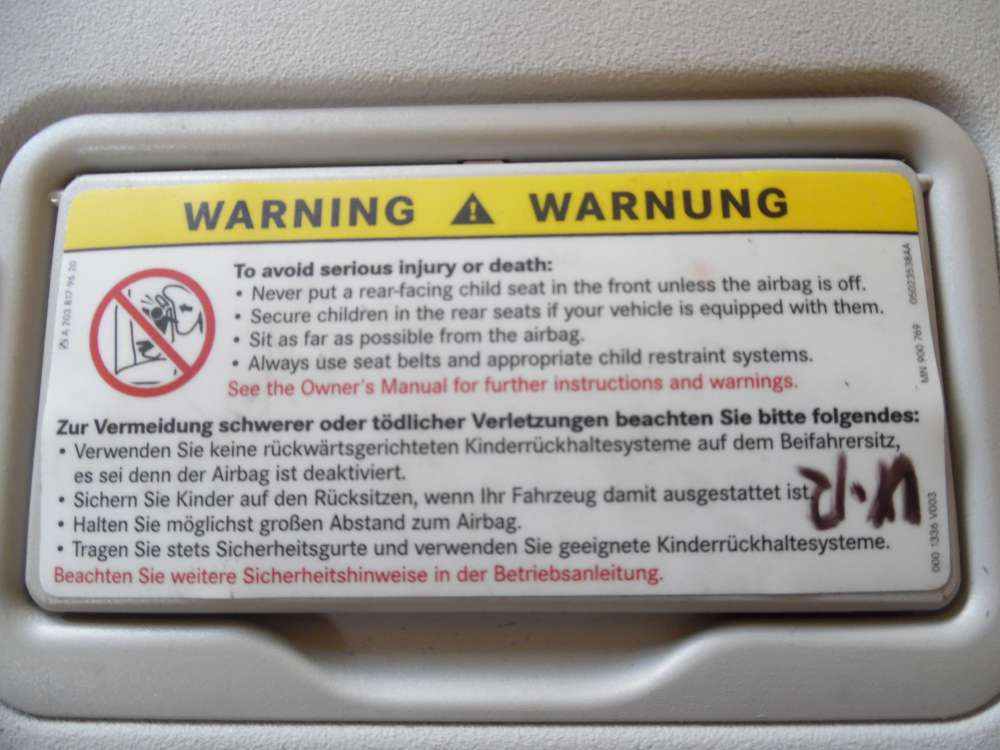 WARNING ⚠ WARNUNG
To avoid serious injury or death:
• Never put a rear-facing child seat in the front unless the airbag is off.
• Secure children in the rear seats if your vehicle is equipped with them.
• Sit as far as possible from the airbag.
• Always use seat belts and appropriate child restraint systems.
See the Owner's Manual for further instructions and warnings.
Zur Vermeidung schwerer oder tödlicher Verletzungen beachten Sie bitte folgendes:
• Verwenden Sie keine rückwärtsgerichteten Kinderrückhaltesysteme auf dem Beifahrersitz,
es sei denn der Airbag ist deaktiviert.
• Sichern Sie Kinder auf den Rücksitzen, wenn Ihr Fahrzeug damit ausgestattet ist.
• Halten Sie möglichst großen Abstand zum Airbag.
• Tragen Sie stets Sicherheitsgurte und verwenden Sie geeignete Kinderrückhaltesysteme.
Beachten Sie weitere Sicherheitshinweise in der Betriebsanleitung.
A 203 817 96 20
MN 900 769
000 1336 V003